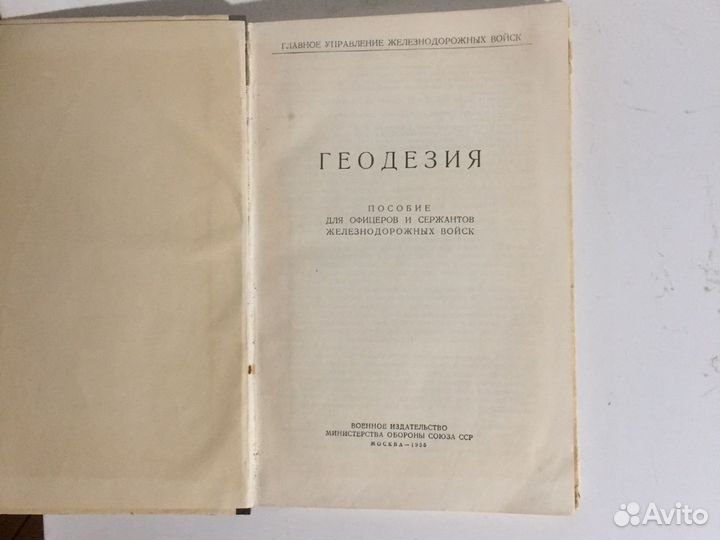 ГЛАВНОЕ УПРАВЛЕНИЕ ЖЕЛЕЗНОДОРОЖНЫХ ВОЙСК
ГЕОДЕЗИЯ
ПОСОБИЕ
ДЛЯ ОФИЦЕРОВ И СЕРЖАНТОВ
ЖЕЛЕЗНОДОРОЖНЫХ ВОЙСК
ВОЕННОЕ ИЗДАТЕЛЬСТВО
МИНИСТЕРСТВА ОБОРОНЫ СОЮЗА ССР
МОСКВА—1955
Avito